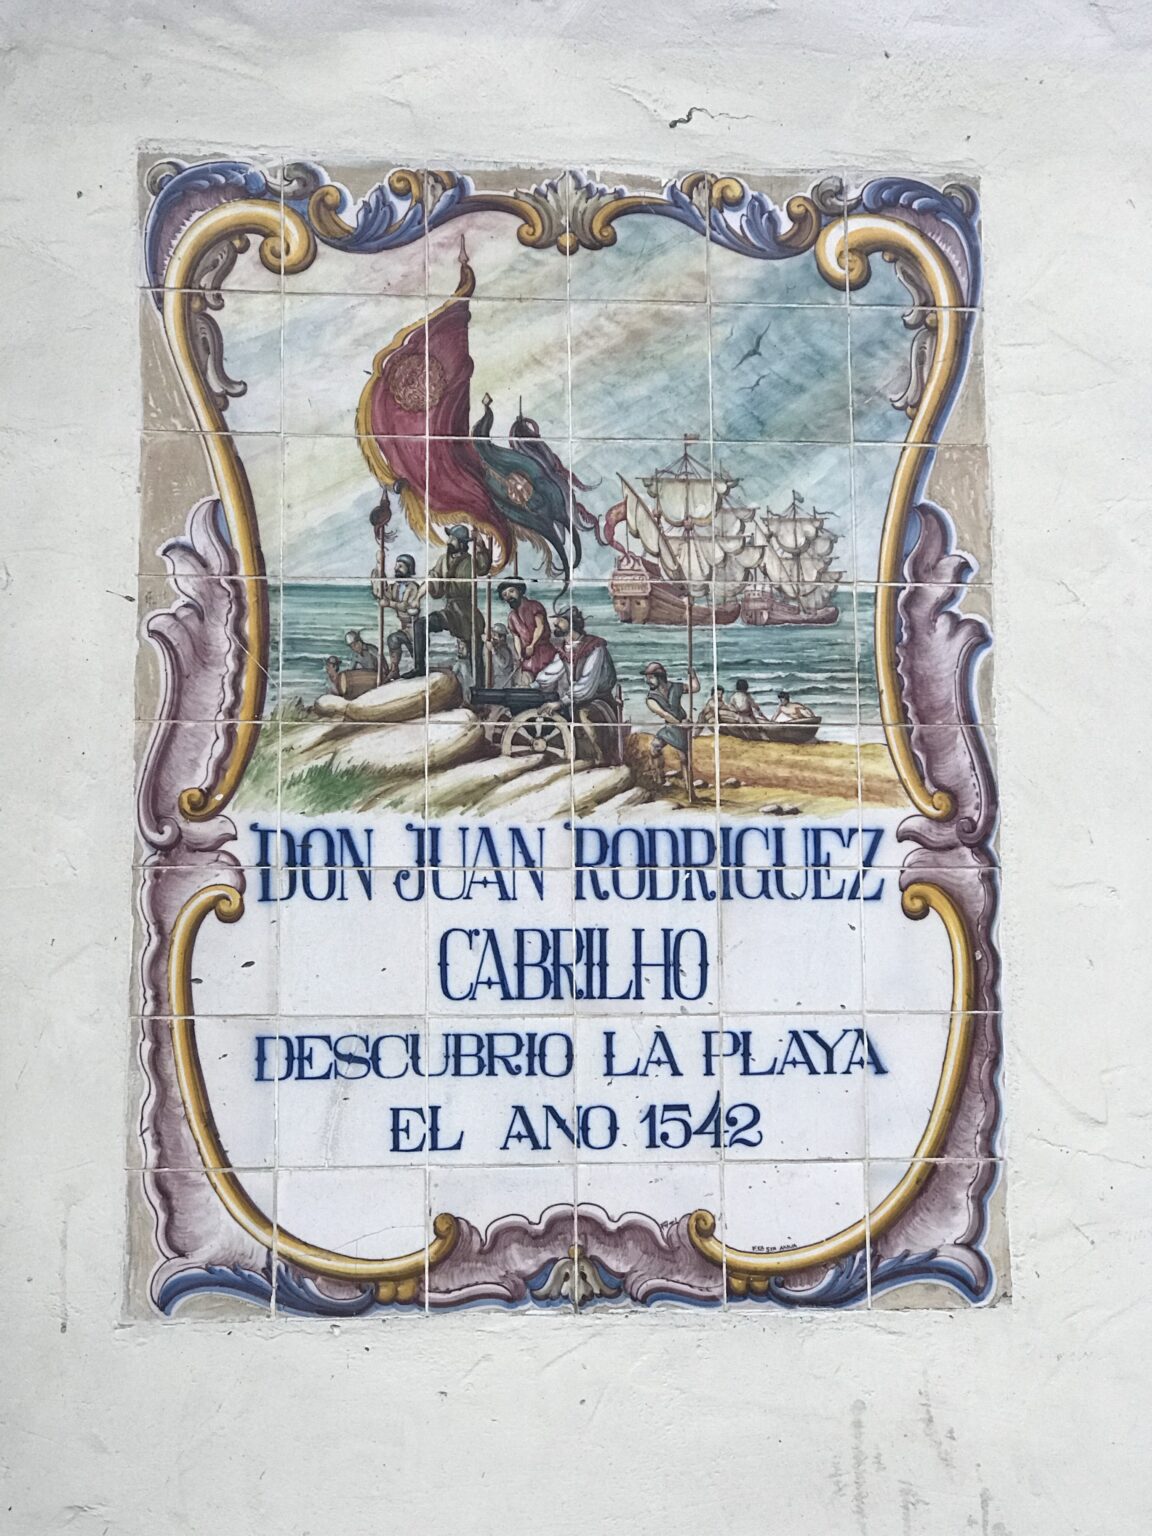 DON JUAN RODRIGUEZ
CABRILHO
DESCUBRIO LA PLAYA
EL ANO 1542